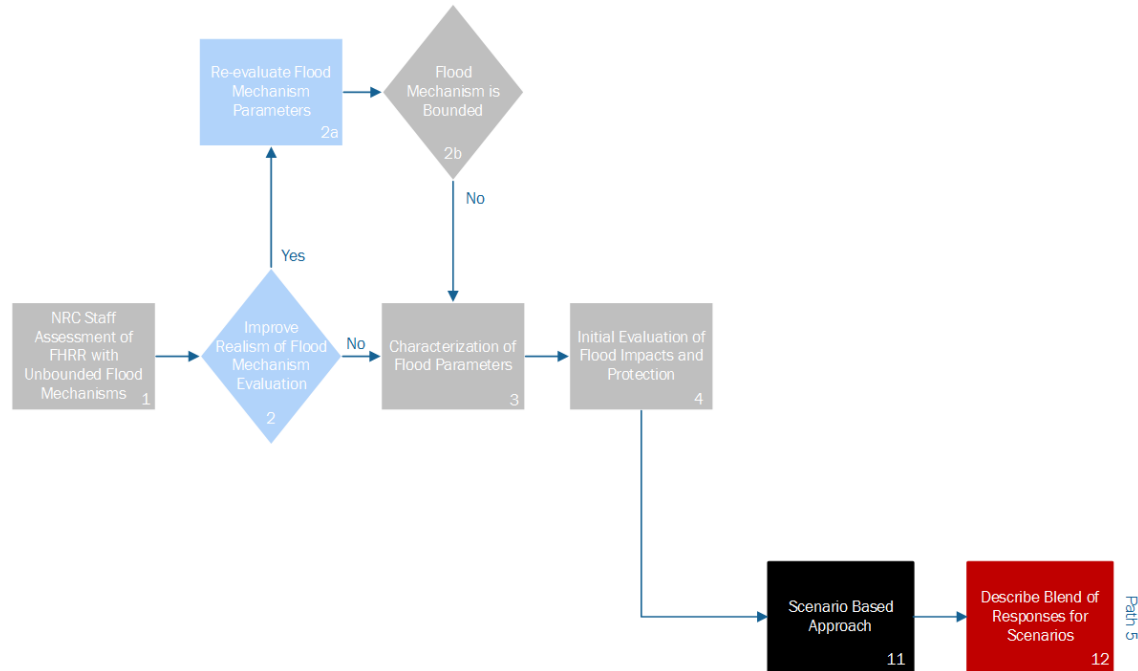 Re-evaluate Flood
Mechanism
Parameters
2a
Flood
Mechanism is
Bounded
2b
No
Yes
NRC Staff
Assessment of
FHRR with
Unbounded Flood
Mechanisms
1
Improve
Realism of Flood
Mechanism
Evaluation
2
No
Characterization of
Flood Parameters
3
Initial Evaluation of
Flood Impacts and
Protection
4
Scenario Based
Approach
11
Describe Blend of
Responses for
Scenarios
12
Path 5